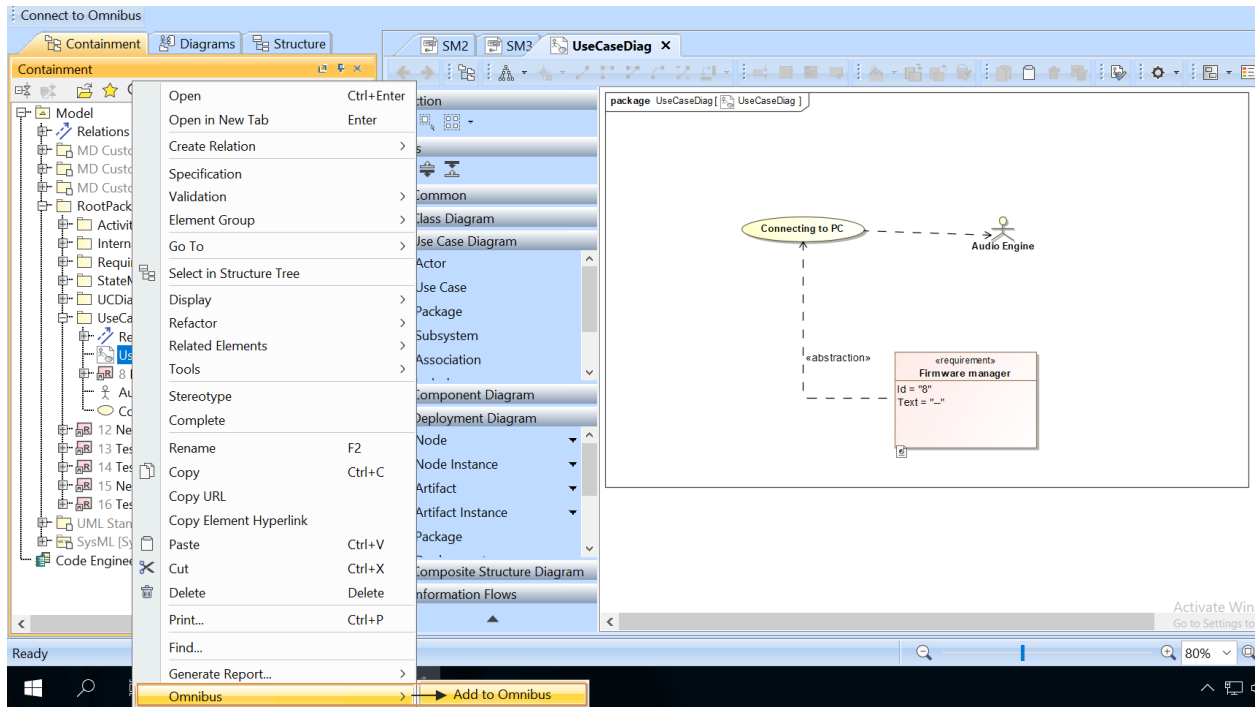 Connect to Omnibus
Containment
Diagrams
Structure
SM2
SM3
UseCaseDiag
Containment
Model
Relations
MD Custo
MD Custo
MD Custo
RootPack
Activit
Intern
Requi
StateM
UCDia
UseCa
Re
Us
8
Au
Co
12 Ne
13 Tes
14 Tes
15 Ne
16 Tes
UML Stan
SysML [Sy
Code Enginee
Open Ctrl+Enter
Open in New Tab Enter
Create Relation
Specification
Validation
Element Group
Go To
Select in Structure Tree
Display
Refactor
Related Elements
Tools
Stereotype
Complete
Rename F2
Copy Ctrl+C
Copy URL
Copy Element Hyperlink
Paste Ctrl+V
Cut Ctrl+X
Delete Delete
Print... Ctrl+P
Find...
Generate Report...
Omnibus
Add to Omnibus
ction
s
Common
Class Diagram
Use Case Diagram
Actor
Use Case
Package
Subsystem
Association
Component Diagram
Deployment Diagram
Node
Node Instance
Artifact
Artifact Instance
Package
Composite Structure Diagram
Information Flows
package UseCaseDiag [ UseCaseDiag ]
Connecting to PC
Audio Engine
«abstraction»
«requirement»
Firmware manager
Id = "8"
Text = "--"
Activate Win
Go to Settings to
Ready
80%